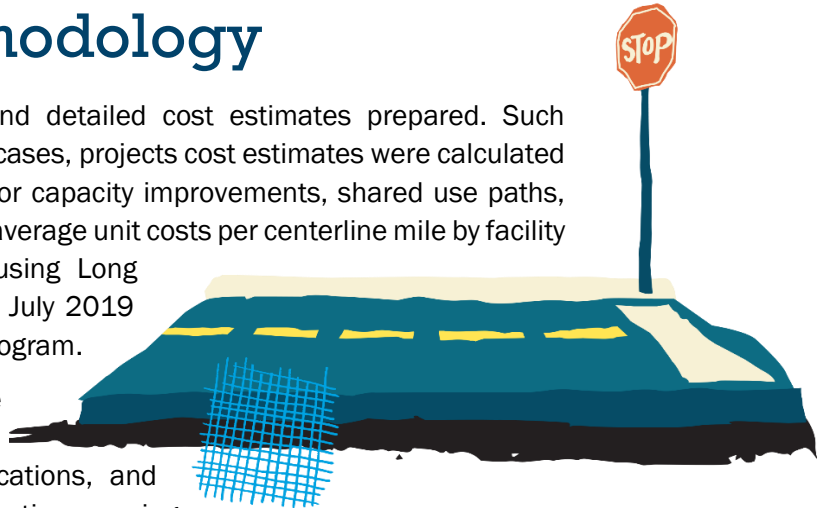 nodology
STOP
nd detailed cost estimates prepared. Such
cases, projects cost estimates were calculated
or capacity improvements, shared use paths,
average unit costs per centerline mile by facility
using Long
July 2019
ogram.
cations, and